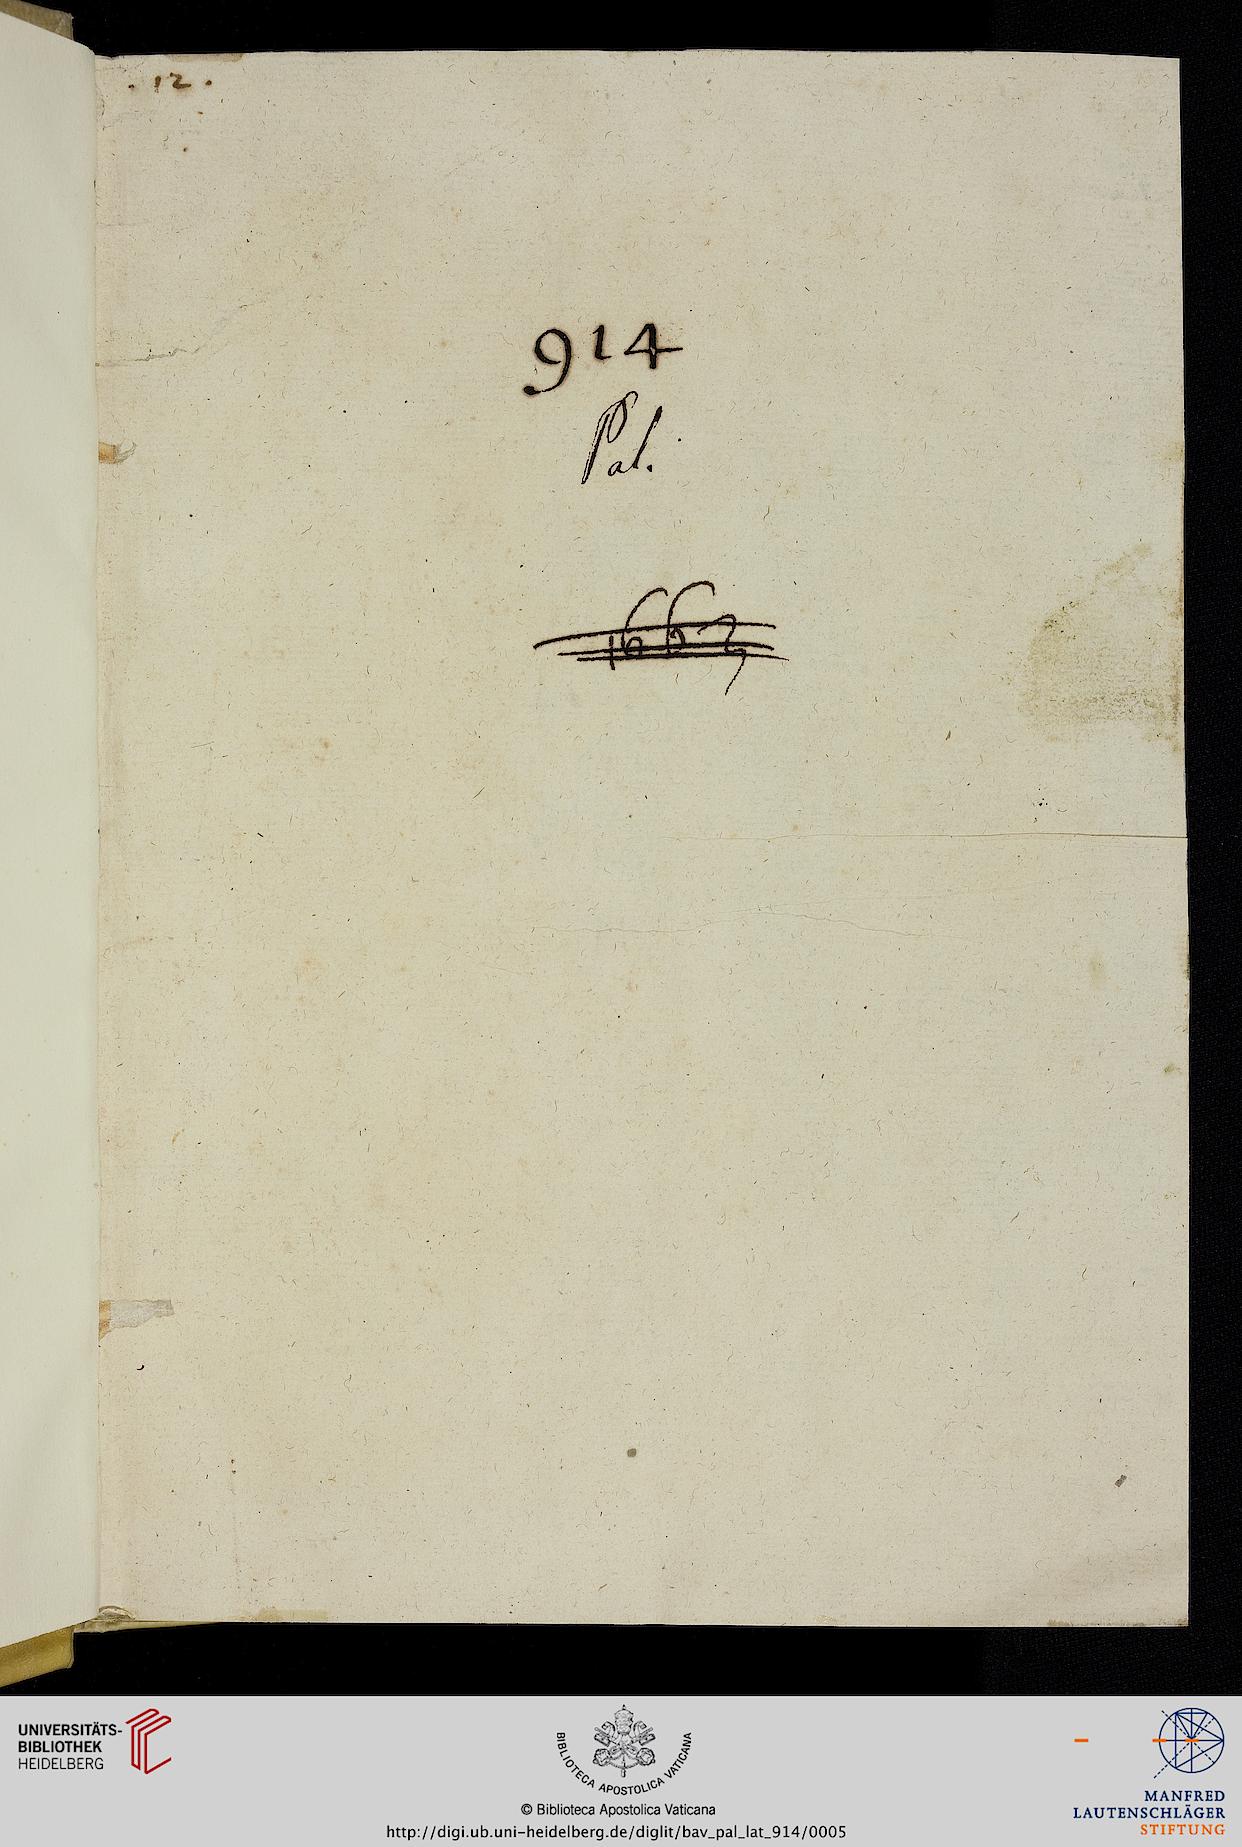 . 12 .
914
Pal.
1663
UNIVERSITÄTS-
BIBLIOTHEK
HEIDELBERG
BIBLIOTECA APOSTOLICA VATICANA
© Biblioteca Apostolica Vaticana
http://digi.ub.uni-heidelberg.de/diglit/bav_pal_lat_914/0005
MANFRED
LAUTENSCHLÄGER
STIFTUNG